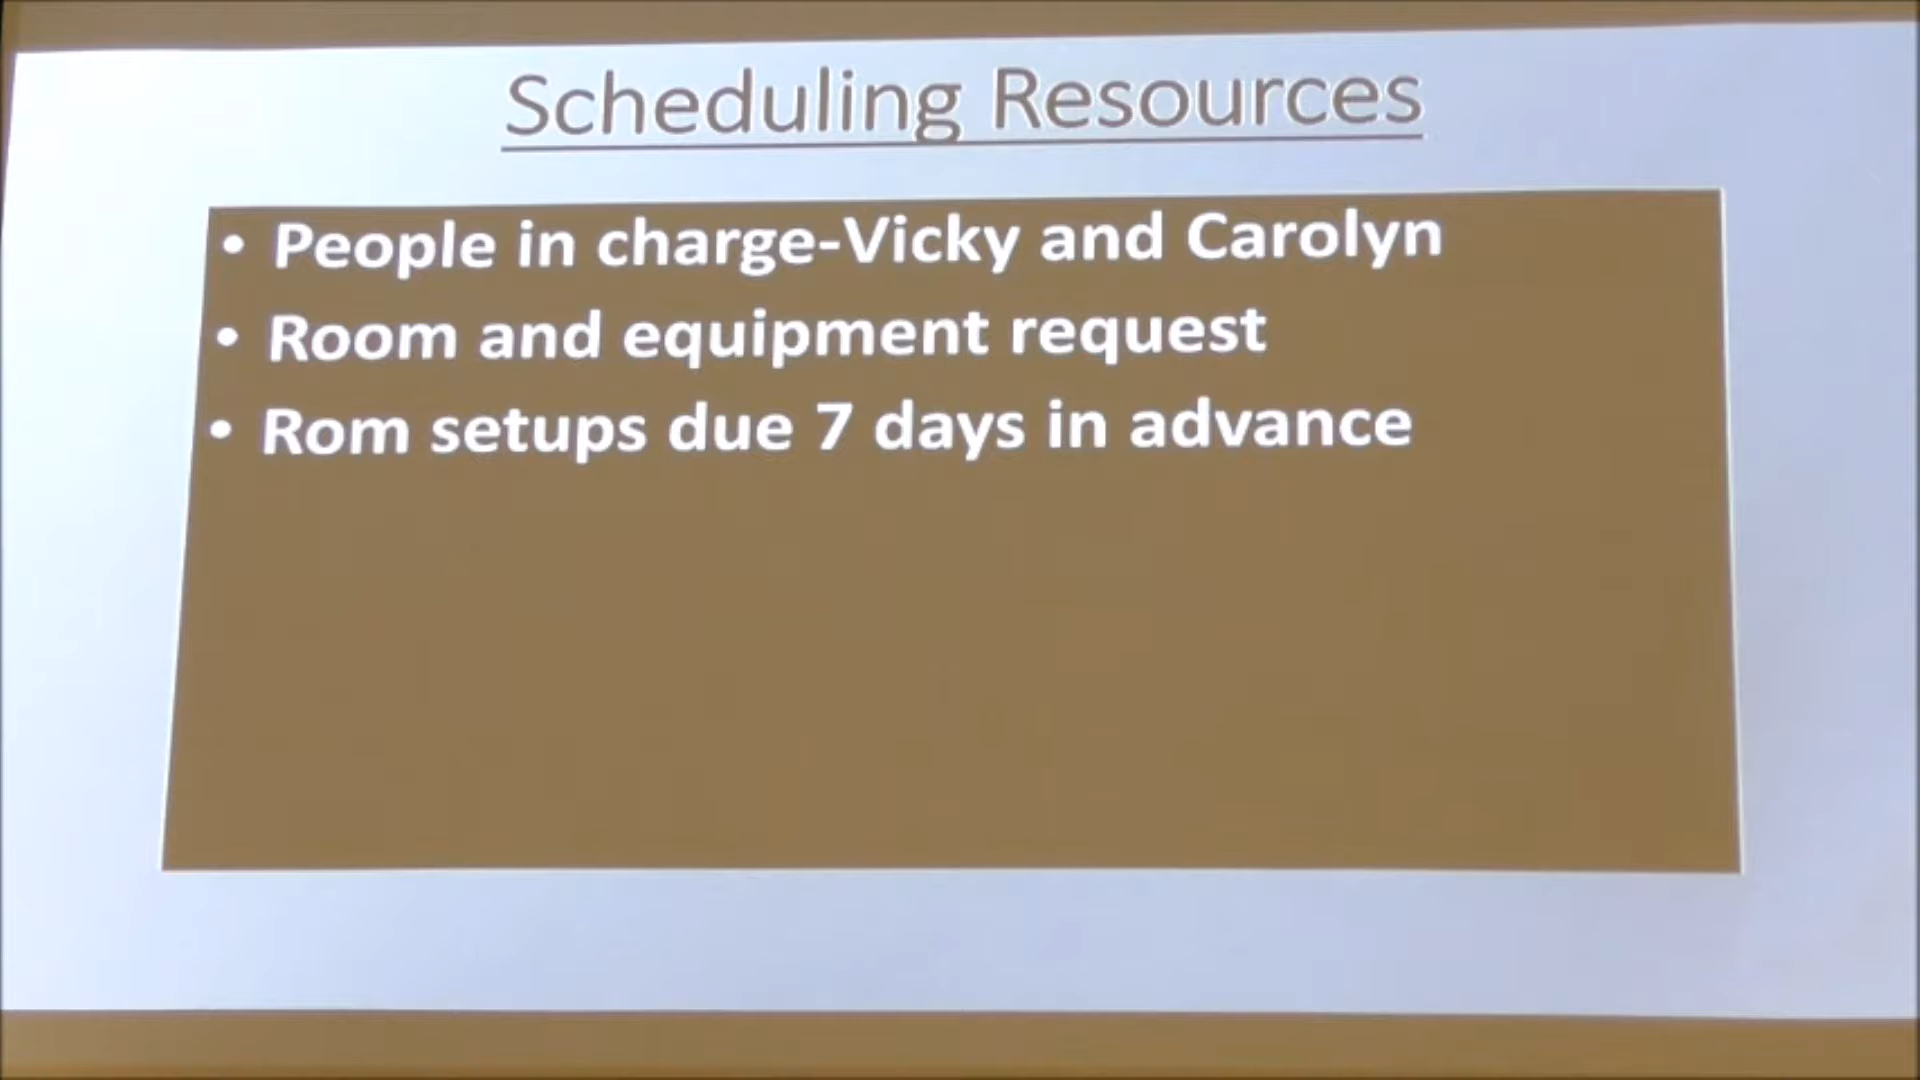 Scheduling Resources
• People in charge-Vicky and Carolyn
• Room and equipment request
• Rom setups due 7 days in advance